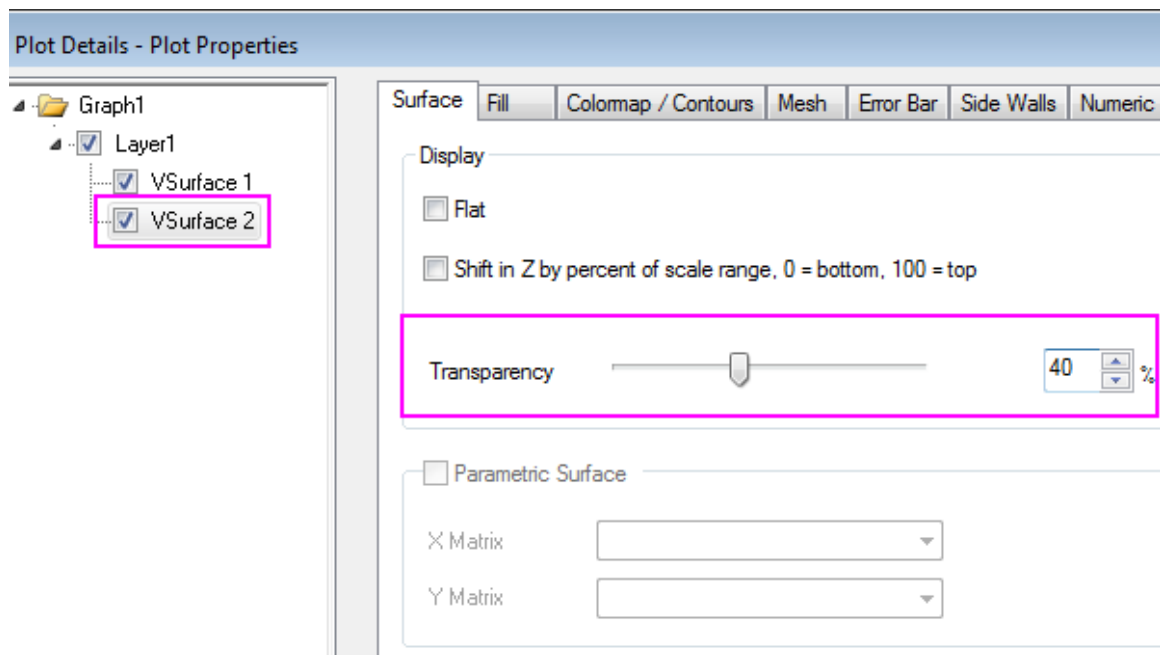 Plot Details - Plot Properties
Graph1
Layer1
VSurface 1
VSurface 2
Surface Fill Colormap / Contours Mesh Error Bar Side Walls Numeric
Display
Flat
Shift in Z by percent of scale range, 0 = bottom, 100 = top
Transparency 40 %
Parametric Surface
X Matrix
Y Matrix